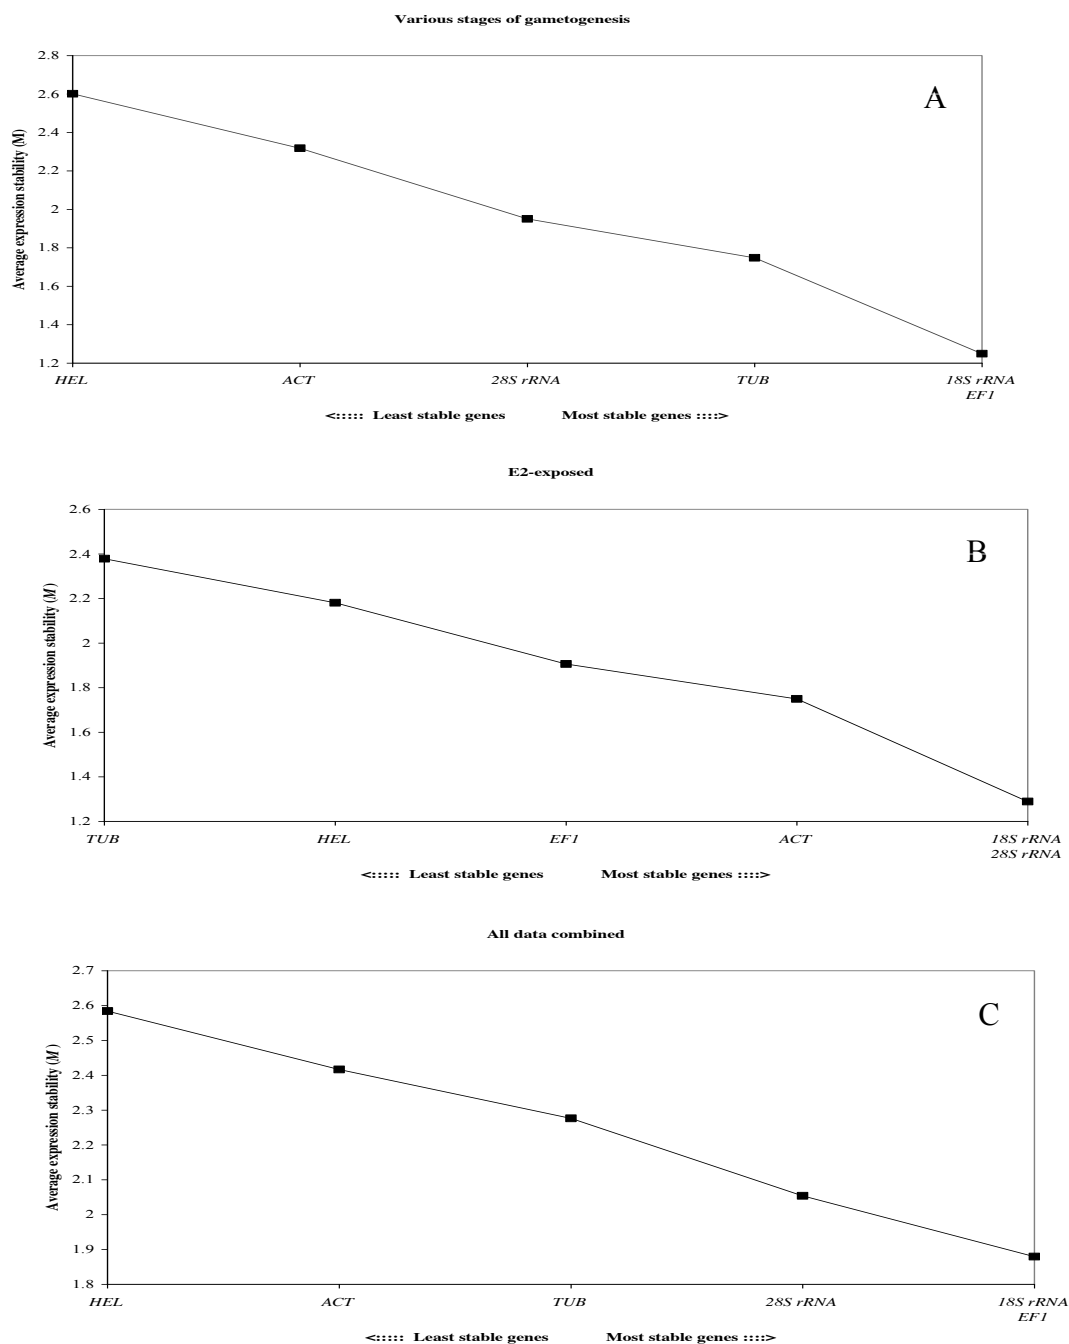 Various stages of gametogenesis
2.8
2.6
2.4
2.2
2
1.8
1.6
1.4
1.2
Average expression stability (M)
A
HEL ACT 28S rRNA TUB 18S rRNA
EF1
<::::: Least stable genes Most stable genes ::::>
E2-exposed
2.6
2.4
2.2
2
1.8
1.6
1.4
1.2
Average expression stability (M)
B
TUB HEL EF1 ACT 18S rRNA
28S rRNA
<::::: Least stable genes Most stable genes ::::>
All data combined
2.7
2.6
2.5
2.4
2.3
2.2
2.1
2
1.9
1.8
Average expression stability (M)
C
HEL ACT TUB 28S rRNA 18S rRNA
EF1
<::::: Least stable genes Most stable genes ::::>